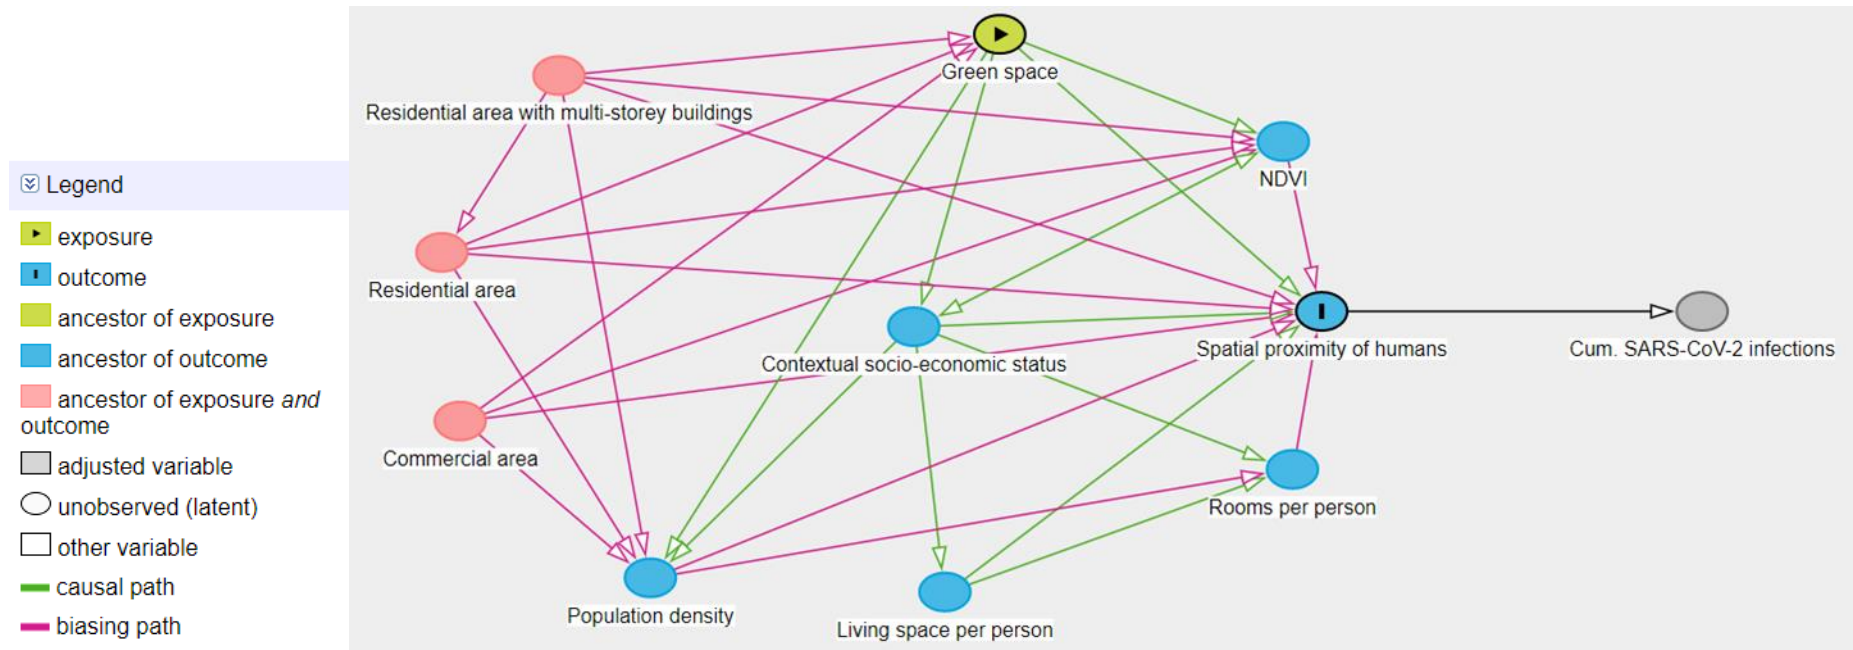 Legend
exposure
outcome
ancestor of exposure
ancestor of outcome
ancestor of exposure and
outcome
adjusted variable
unobserved (latent)
other variable
causal path
biasing path
Green space
Residential area with multi-storey buildings
NDVI
Residential area
Contextual socio-economic status
Spatial proximity of humans
Cum. SARS-CoV-2 infections
Commercial area
Rooms per person
Population density
Living space per person